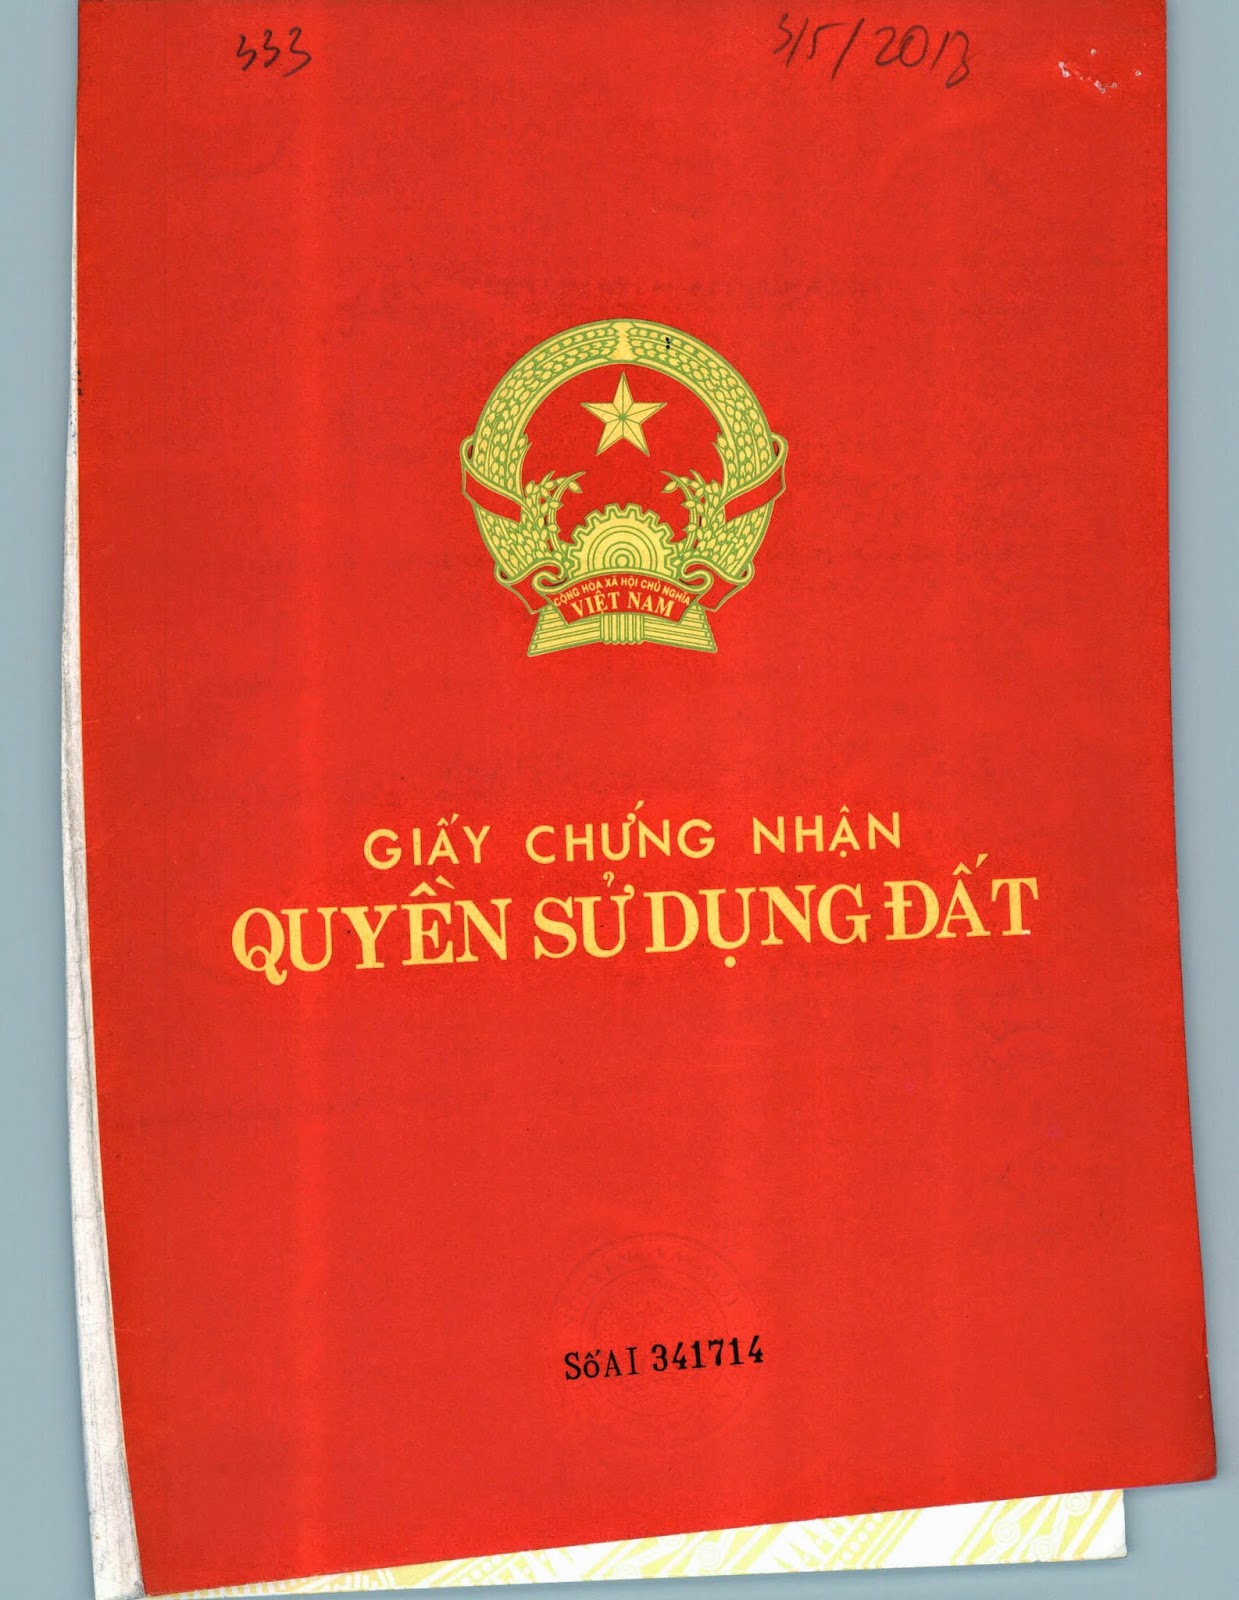 333 3/5/2013
CỘNG HÒA XÃ HỘI CHỦ NGHĨA
VIỆT NAM
GIẤY CHỨNG NHẬN
QUYỀN SỬ DỤNG ĐẤT
Số AI 341714